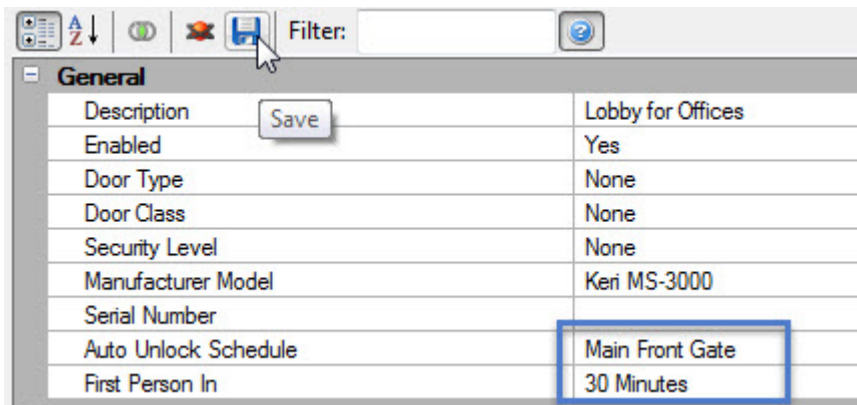 A Z Filter:
General
Description Lobby for Offices
Save
Enabled Yes
Door Type None
Door Class None
Security Level None
Manufacturer Model Keri MS-3000
Serial Number
Auto Unlock Schedule Main Front Gate
First Person In 30 Minutes